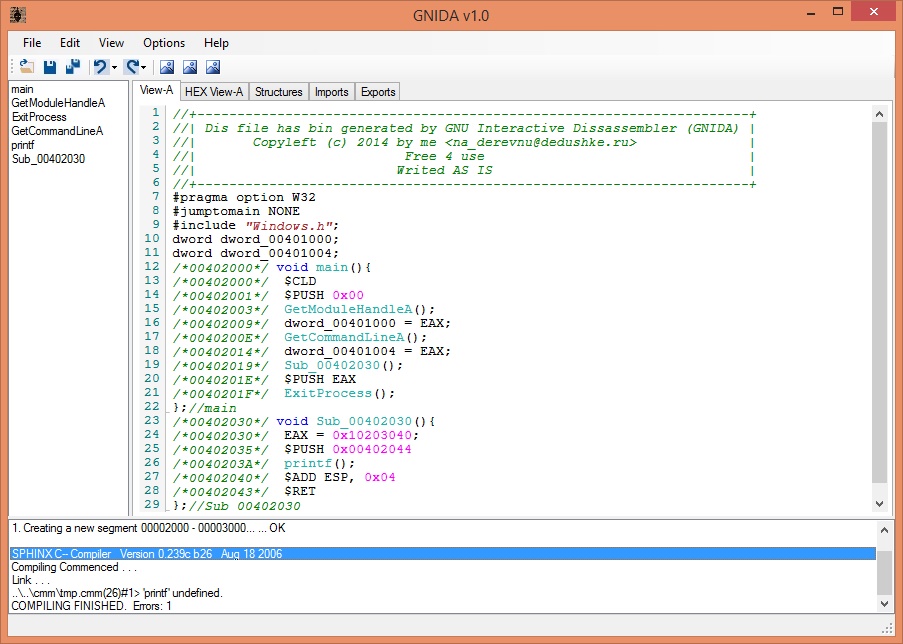 GNIDA v1.0
File Edit View Options Help
main
GetModuleHandleA
ExitProcess
GetCommandLineA
printf
Sub_00402030
View-A HEX View-A Structures Imports Exports
1 //+----------------------------------------------------------------------+
2 //| Dis file has bin generated by GNU Interactive Dissassembler (GNIDA) |
3 //| Copyleft (c) 2014 by me <na_derevnu@dedushke.ru> |
4 //| Free 4 use |
5 //| Writed AS IS |
6 //+----------------------------------------------------------------------+
7 #pragma option W32
8 #jumptomain NONE
9 #include "Windows.h";
10 dword dword_00401000;
11 dword dword_00401004;
12 /*00402000*/ void main(){
13 /*00402000*/ $CLD
14 /*00402001*/ $PUSH 0x00
15 /*00402003*/ GetModuleHandleA();
16 /*00402009*/ dword_00401000 = EAX;
17 /*0040200E*/ GetCommandLineA();
18 /*00402014*/ dword_00401004 = EAX;
19 /*00402019*/ Sub_00402030();
20 /*0040201E*/ $PUSH EAX
21 /*0040201F*/ ExitProcess();
22 };//main
23 /*00402030*/ void Sub_00402030(){
24 /*00402030*/ EAX = 0x10203040;
25 /*00402035*/ $PUSH 0x00402044
26 /*0040203A*/ printf();
27 /*00402040*/ $ADD ESP, 0x04
28 /*00402043*/ $RET
29 };//Sub_00402030
1. Creating a new segment 00002000 - 00003000... ... OK
SPHINX C-- Compiler Version 0.239c b26 Aug 18 2006
Compiling Commenced . . .
Link . . .
..\..\cmm\tmp.cmm(26)#1> 'printf' undefined.
COMPILING FINISHED. Errors: 1